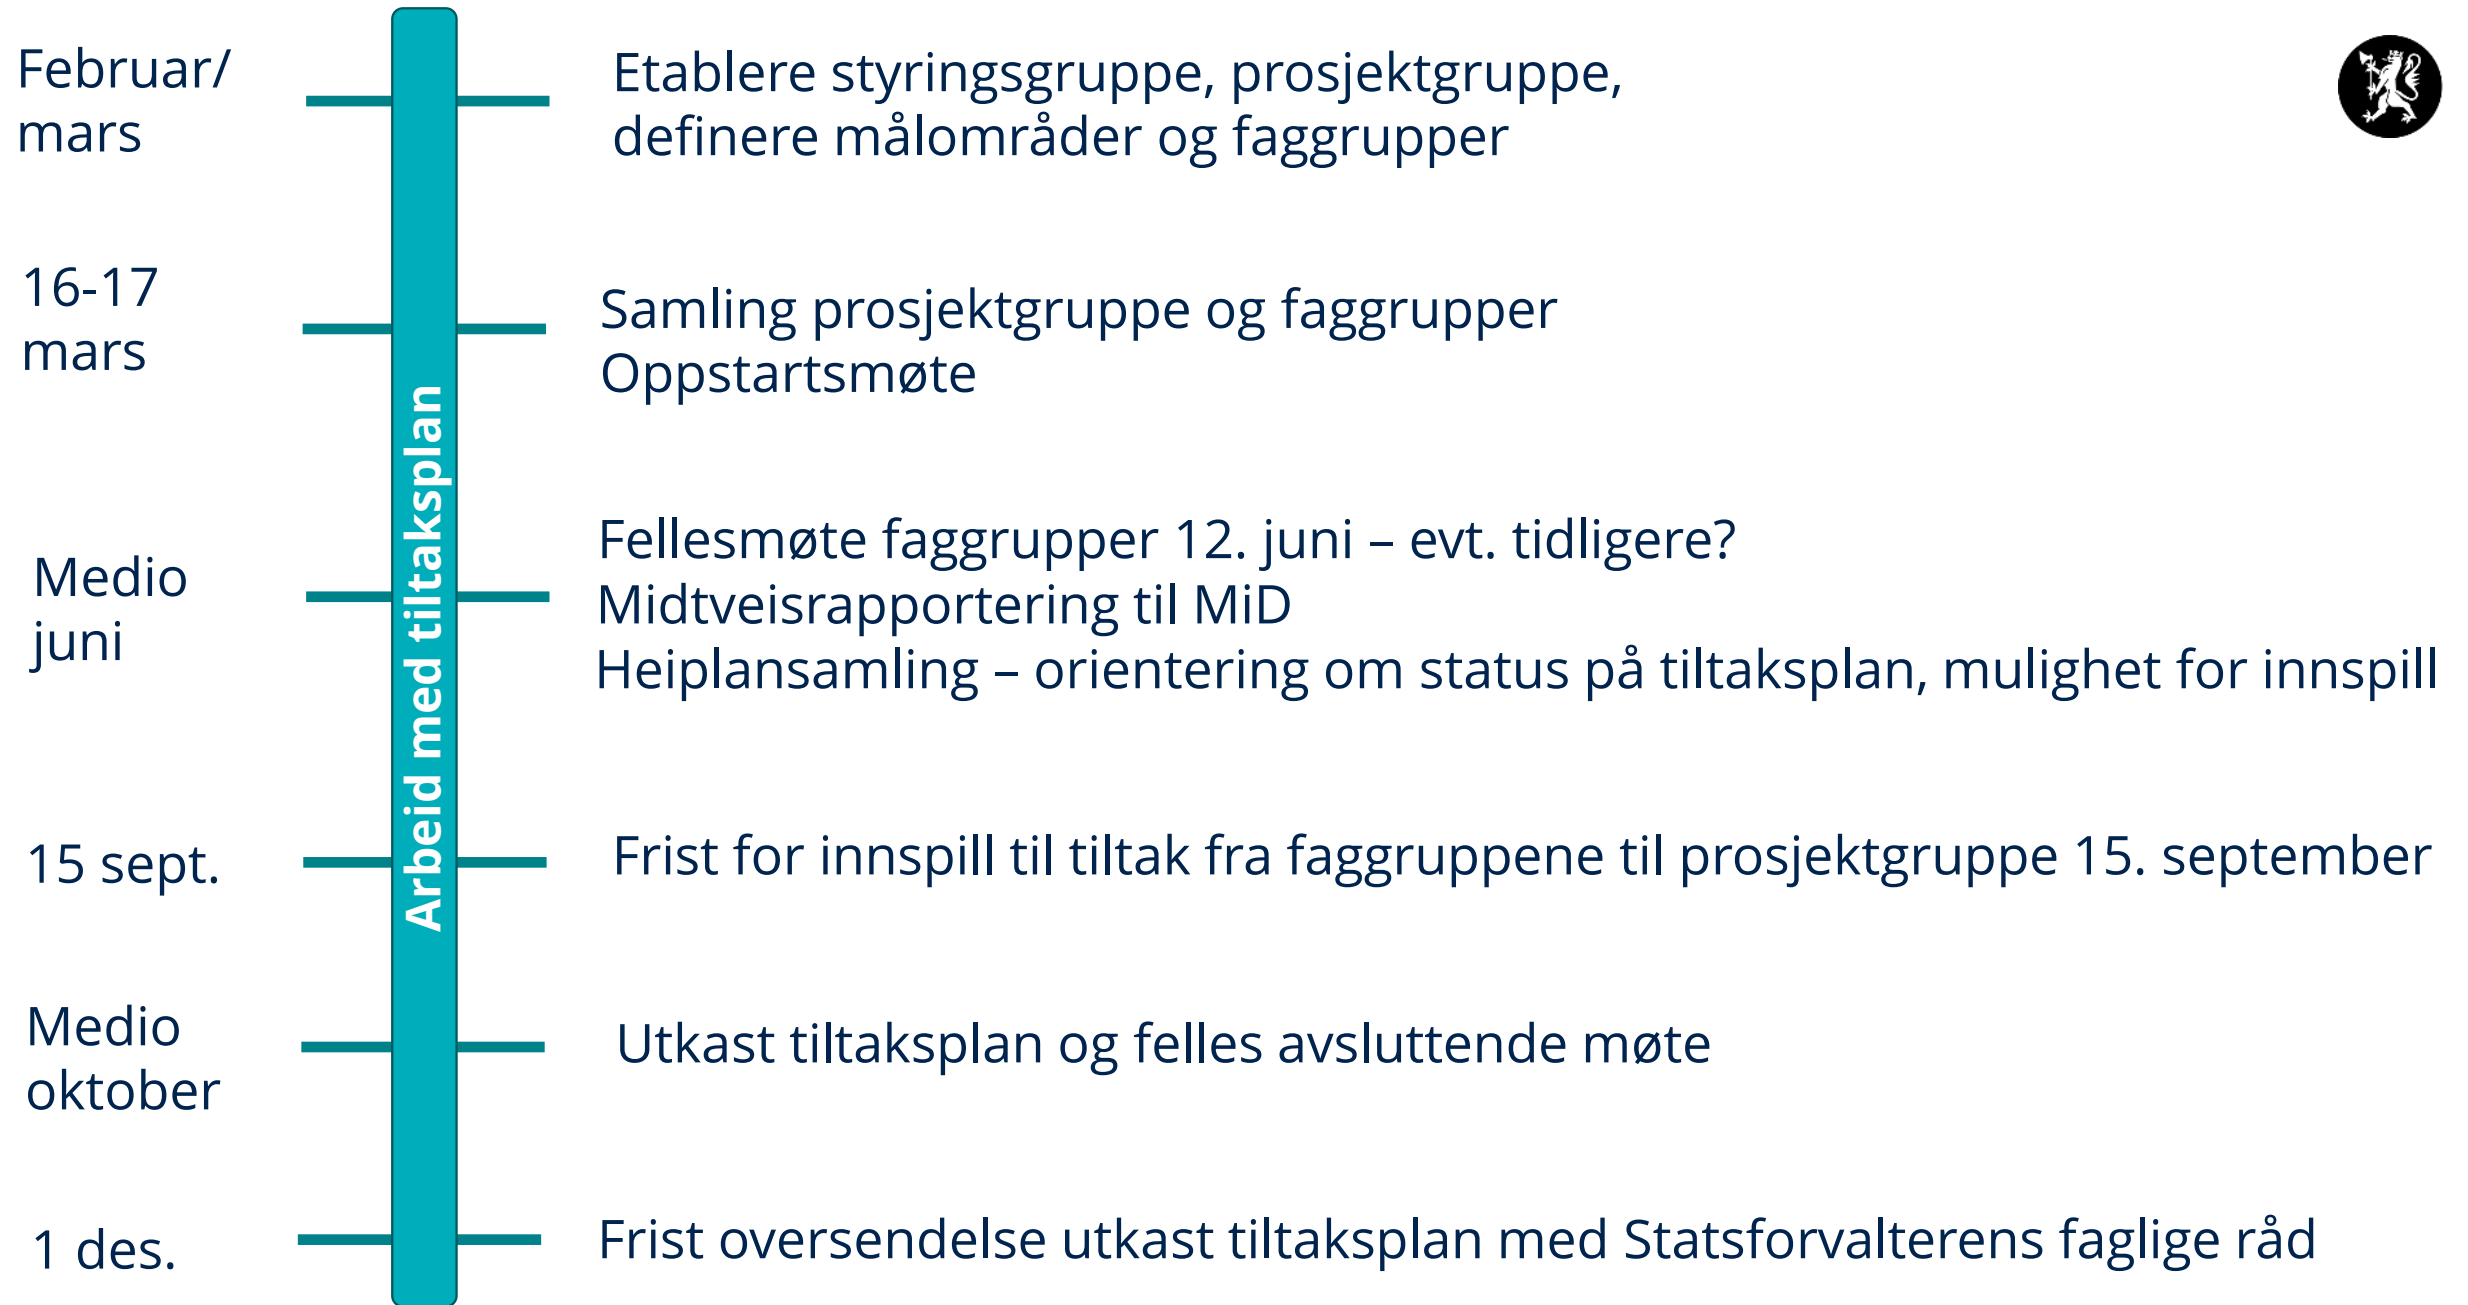 Februar/
mars
Etablere styringsgruppe, prosjektgruppe,
definere målområder og faggrupper
16-17
mars
Samling prosjektgruppe og faggrupper
Oppstartsmøte
Arbeid med tiltaksplan
Medio
juni
Fellesmøte faggrupper 12. juni – evt. tidligere?
Midtveisrapportering til MiD
Heiplansamling – orientering om status på tiltaksplan, mulighet for innspill
15 sept.
Frist for innspill til tiltak fra faggruppene til prosjektgruppe 15. september
Medio
oktober
Utkast tiltaksplan og felles avsluttende møte
1 des.
Frist oversendelse utkast tiltaksplan med Statsforvalterens faglige råd